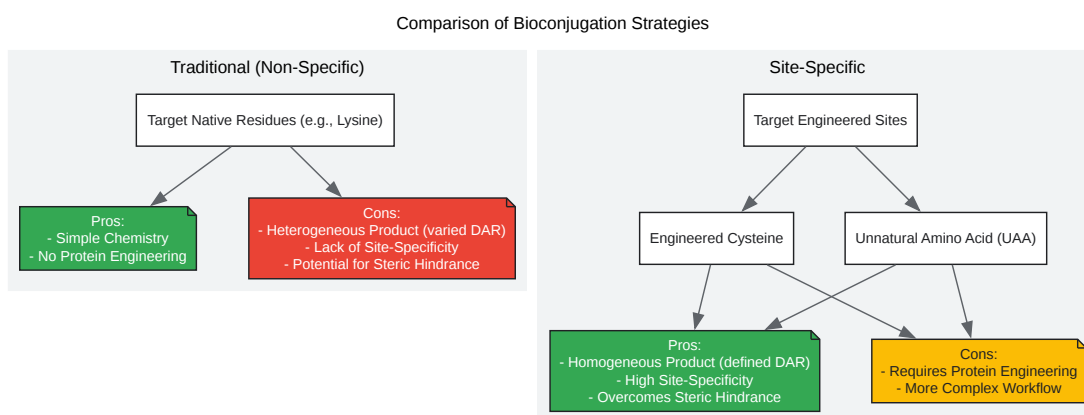 Comparison of Bioconjugation Strategies
Traditional (Non-Specific)
Target Native Residues (e.g., Lysine)
Pros:
- Simple Chemistry
- No Protein Engineering
Cons:
- Heterogeneous Product (varied DAR)
- Lack of Site-Specificity
- Potential for Steric Hindrance
Site-Specific
Target Engineered Sites
Engineered Cysteine
Unnatural Amino Acid (UAA)
Pros:
- Homogeneous Product (defined DAR)
- High Site-Specificity
- Overcomes Steric Hindrance
Cons:
- Requires Protein Engineering
- More Complex Workflow